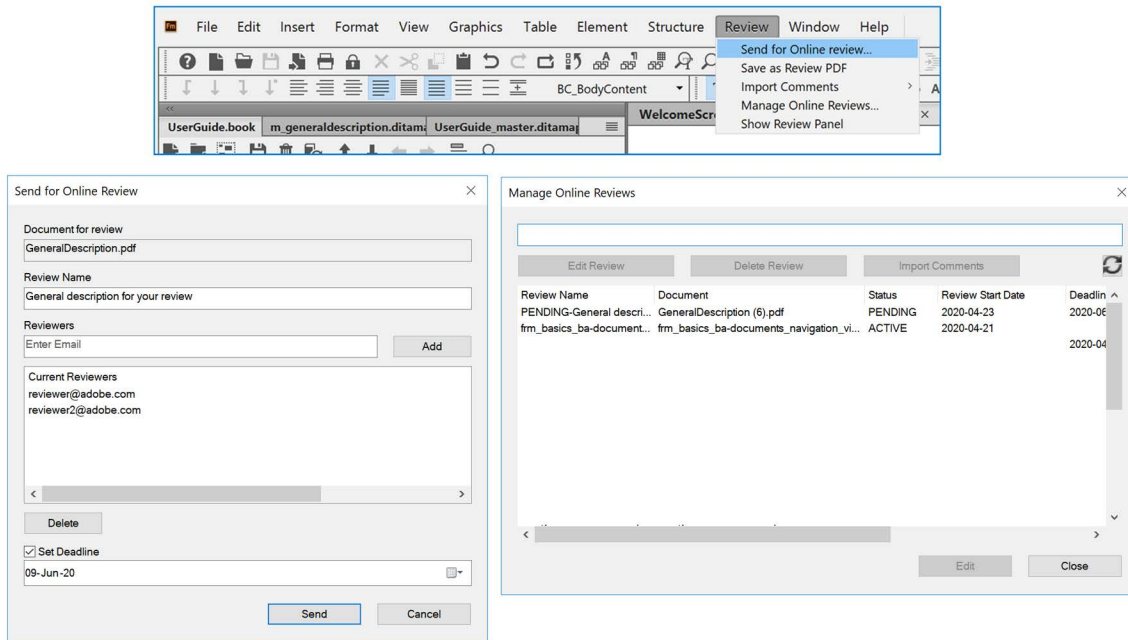 Fm File Edit Insert Format View Graphics Table Element Structure Review Window Help
Send for Online review...
Save as Review PDF
Import Comments
Manage Online Reviews...
Show Review Panel
BC_BodyContent
UserGuide.book m_generaldescription.ditama UserGuide_master.ditamap WelcomeScr
Send for Online Review
Document for review
GeneralDescription.pdf
Review Name
General description for your review
Reviewers
Enter Email Add
Current Reviewers
reviewer@adobe.com
reviewer2@adobe.com
Delete
Set Deadline
09-Jun-20
Send Cancel
Manage Online Reviews
Edit Review Delete Review Import Comments
Review Name Document Status Review Start Date Deadlin
PENDING-General descri... GeneralDescription (6).pdf PENDING 2020-04-23 2020-06
frm_basics_ba-document... frm_basics_ba-documents_navigation_vi... ACTIVE 2020-04-21
2020-04
Edit Close